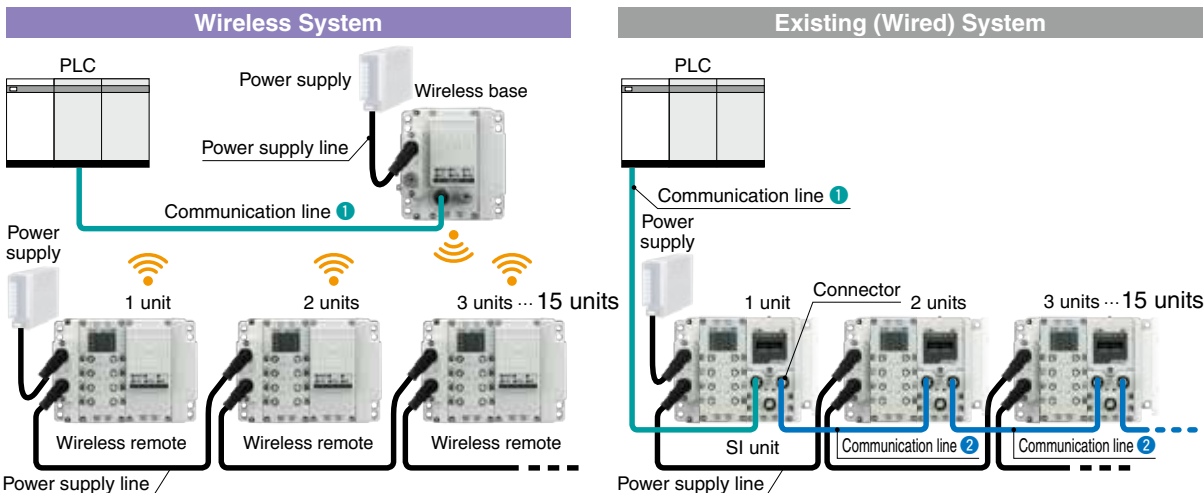 Wireless System
PLC
Power supply
Wireless base
Power supply line
Communication line 1
Power
supply
1 unit
2 units
3 units ··· 15 units
Wireless remote
Wireless remote
Wireless remote
Power supply line
Existing (Wired) System
PLC
Communication line 1
Power
supply
1 unit
Connector
2 units
3 units ··· 15 units
SI unit
Communication line 2
Communication line 2
Power supply line